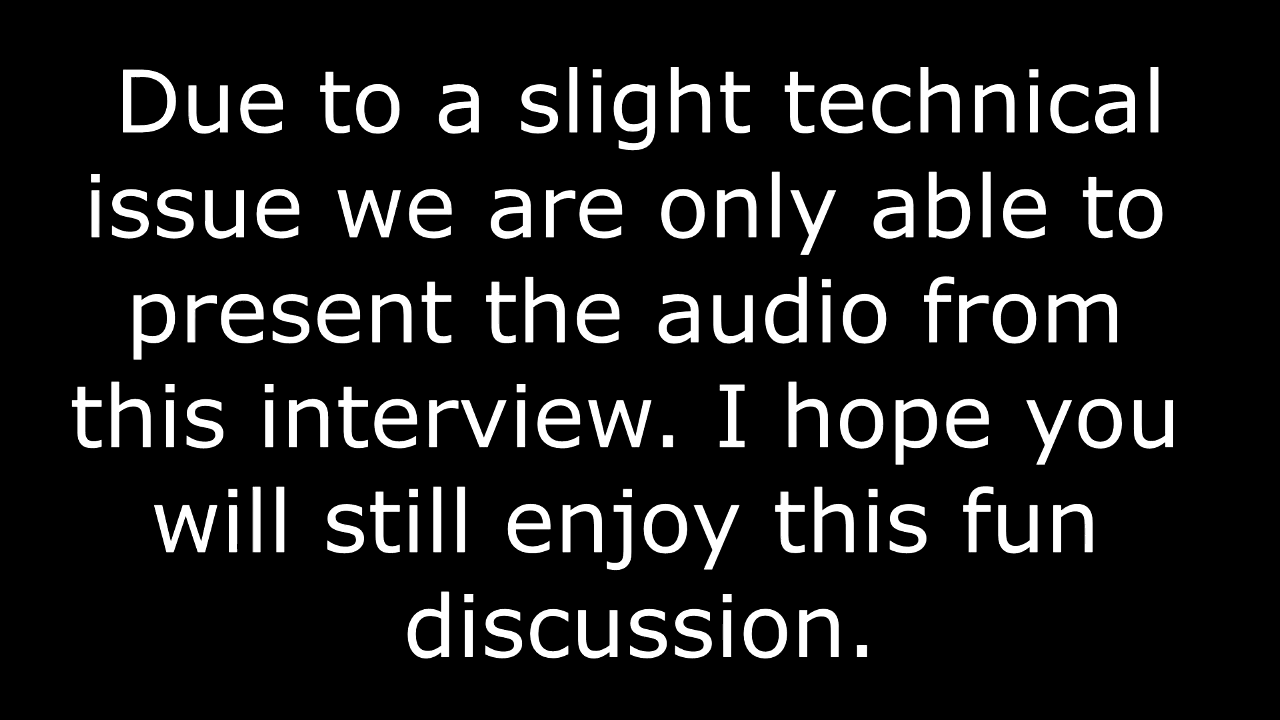 Due to a slight technical
issue we are only able to
present the audio from
this interview. I hope you
will still enjoy this fun
discussion.